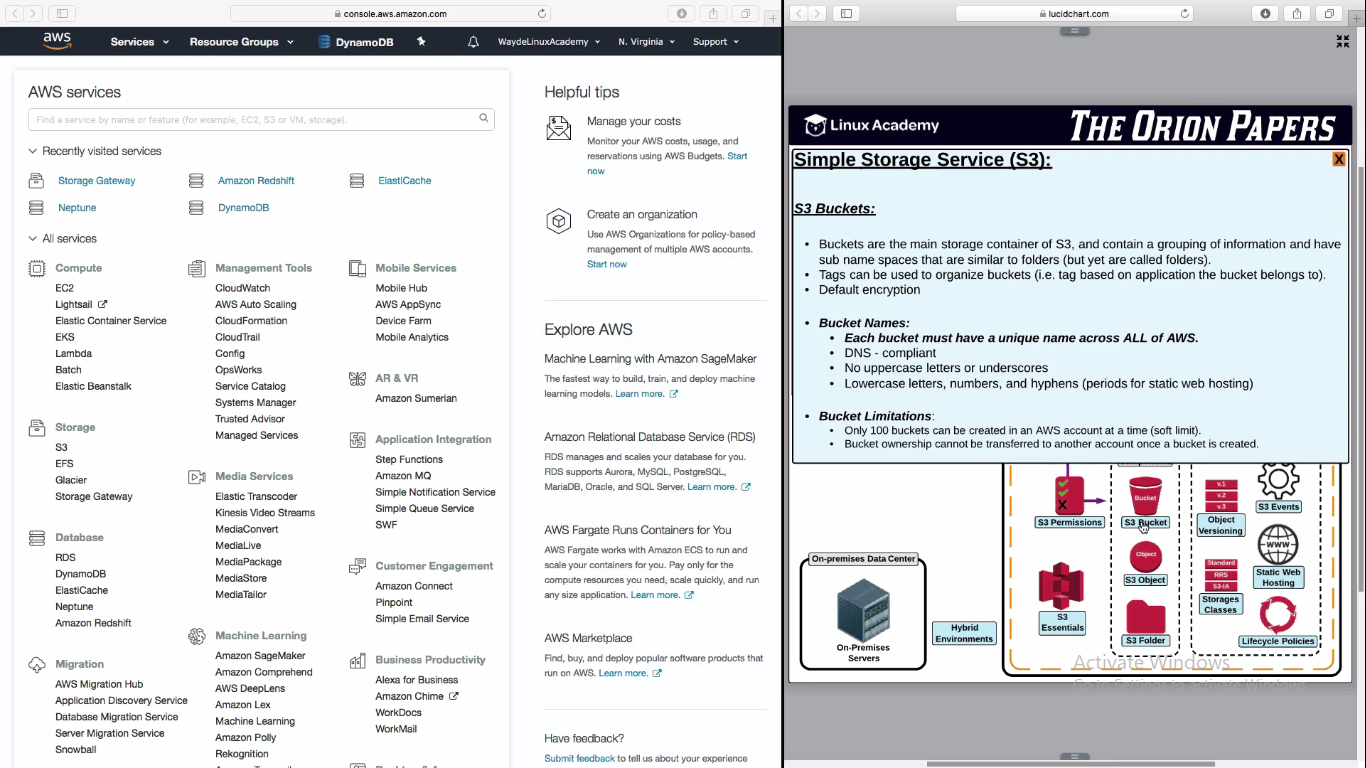 console.aws.amazon.com
aws
Services
Resource Groups
DynamoDB
WaydeLinuxAcademy
N. Virginia
Support
AWS services
Find a service by name or feature (for example, EC2, S3 or VM, storage).
Recently visited services
Storage Gateway
Amazon Redshift
ElastiCache
Neptune
DynamoDB
All services
Compute
EC2
Lightsail
Elastic Container Service
EKS
Lambda
Batch
Elastic Beanstalk
Storage
S3
EFS
Glacier
Storage Gateway
Database
RDS
DynamoDB
ElastiCache
Neptune
Amazon Redshift
Migration
AWS Migration Hub
Application Discovery Service
Database Migration Service
Server Migration Service
Snowball
Management Tools
CloudWatch
AWS Auto Scaling
CloudFormation
CloudTrail
Config
OpsWorks
Service Catalog
Systems Manager
Trusted Advisor
Managed Services
Media Services
Elastic Transcoder
Kinesis Video Streams
MediaConvert
MediaLive
MediaPackage
MediaStore
MediaTailor
Machine Learning
Amazon SageMaker
Amazon Comprehend
AWS DeepLens
Amazon Lex
Machine Learning
Amazon Polly
Rekognition
Mobile Services
Mobile Hub
AWS AppSync
Device Farm
Mobile Analytics
AR & VR
Amazon Sumerian
Application Integration
Step Functions
Amazon MQ
Simple Notification Service
Simple Queue Service
SWF
Customer Engagement
Amazon Connect
Pinpoint
Simple Email Service
Business Productivity
Alexa for Business
Amazon Chime
WorkDocs
WorkMail
Helpful tips
Manage your costs
Monitor your AWS costs, usage, and
reservations using AWS Budgets. Start
now
Create an organization
Use AWS Organizations for policy-based
management of multiple AWS accounts.
Start now
Explore AWS
Machine Learning with Amazon SageMaker
The fastest way to build, train, and deploy machine
learning models. Learn more.
Amazon Relational Database Service (RDS)
RDS manages and scales your database for you.
RDS supports Aurora, MySQL, PostgreSQL,
MariaDB, Oracle, and SQL Server. Learn more.
AWS Fargate Runs Containers for You
AWS Fargate works with Amazon ECS to run and
scale your containers for you. Pay only for the
compute resources you need, scale quickly, and run
any size application. Learn more.
AWS Marketplace
Find, buy, and deploy popular software products that
run on AWS. Learn more.
Have feedback?
Submit feedback to tell us about your experience
lucidchart.com
Linux Academy
THE ORION PAPERS
Simple Storage Service (S3):
X
S3 Buckets:
• Buckets are the main storage container of S3, and contain a grouping of information and have
sub name spaces that are similar to folders (but yet are called folders).
• Tags can be used to organize buckets (i.e. tag based on application the bucket belongs to).
• Default encryption
• Bucket Names:
• Each bucket must have a unique name across ALL of AWS.
• DNS - compliant
• No uppercase letters or underscores
• Lowercase letters, numbers, and hyphens (periods for static web hosting)
• Bucket Limitations:
• Only 100 buckets can be created in an AWS account at a time (soft limit).
• Bucket ownership cannot be transferred to another account once a bucket is created.
X
S3 Permissions
Bucket
S3 Bucket
v.1
v.2
v.3
Object
Versioning
S3 Events
Object
S3 Object
WWW
Static Web
Hosting
Standard
RRS
S3-IA
Storages
Classes
S3
Essentials
S3 Folder
Lifecycle Policies
On-premises Data Center
On-Premises
Servers
Hybrid
Environments
Activate Windows
Go to Settings to activate Windows.